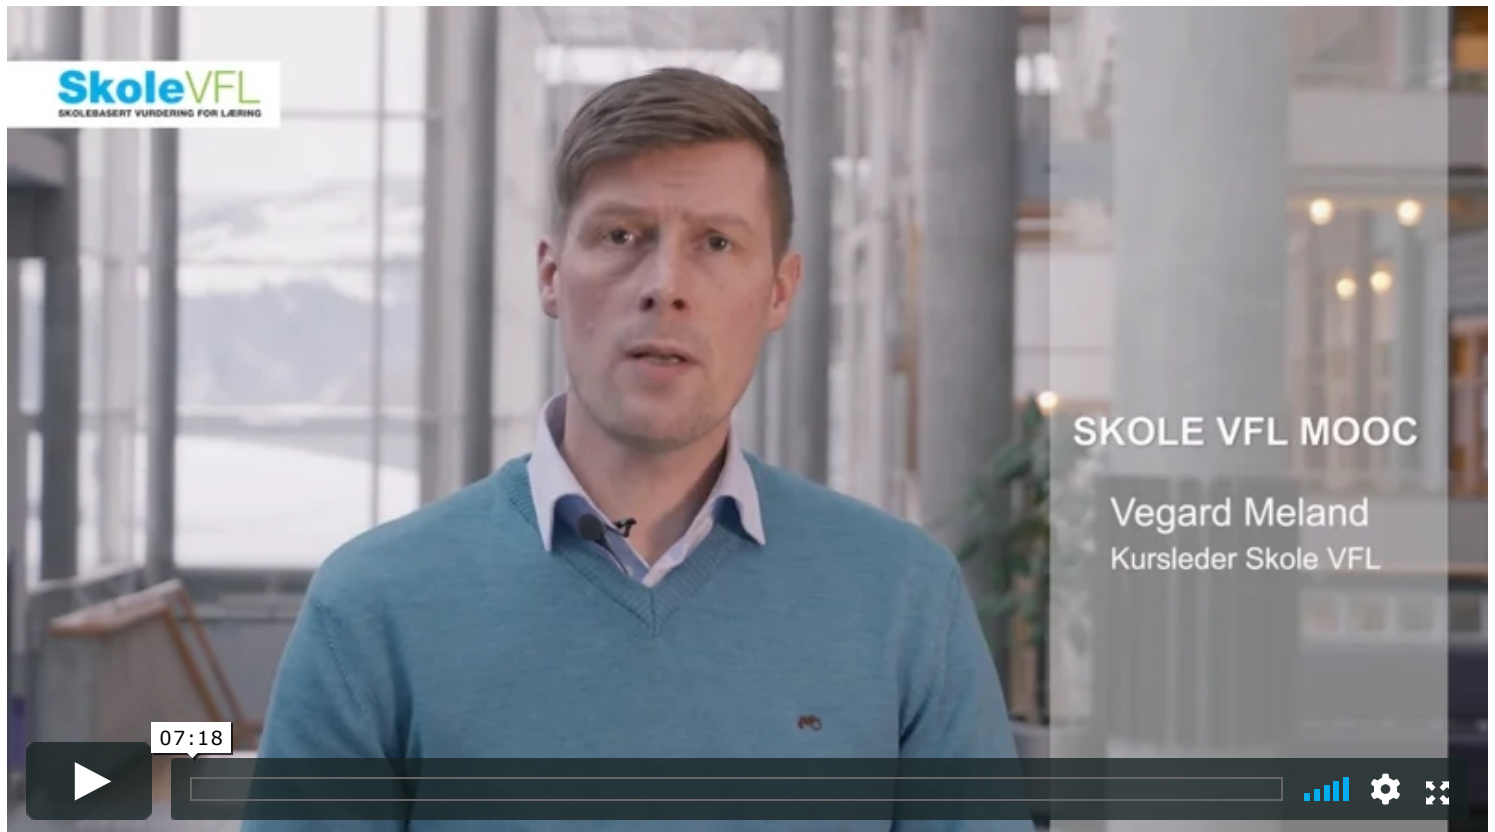 SkoleVFL
SKOLEBASERT VURDERING FOR LÆRING
SKOLE VFL MOOC
Vegard Meland
Kursleder Skole VFL
07:18